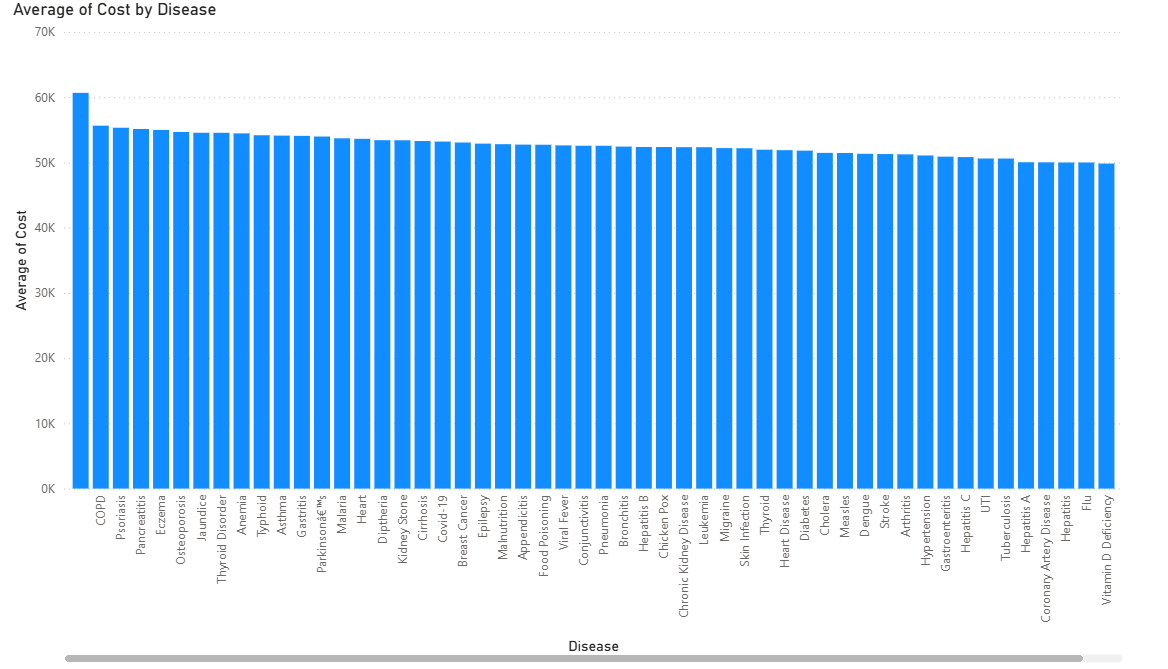 Average of Cost by Disease
70K
60K
50K
40K
30K
20K
10K
0K
Average of Cost
COPD
Psoriasis
Pancreatitis
Eczema
Osteoporosis
Jaundice
Thyroid Disorder
Anemia
Typhoid
Asthma
Gastritis
Parkinsonâ€™s
Malaria
Heart
Diptheria
Kidney Stone
Cirrhosis
Covid-19
Breast Cancer
Epilepsy
Malnutrition
Appendicitis
Food Poisoning
Viral Fever
Conjunctivitis
Pneumonia
Bronchitis
Hepatitis B
Chicken Pox
Chronic Kidney Disease
Leukemia
Migraine
Skin Infection
Thyroid
Heart Disease
Diabetes
Cholera
Measles
Dengue
Stroke
Arthritis
Hypertension
Gastroenteritis
Hepatitis C
UTI
Tuberculosis
Hepatitis A
Coronary Artery Disease
Hepatitis
Flu
Vitamin D Deficiency
Disease